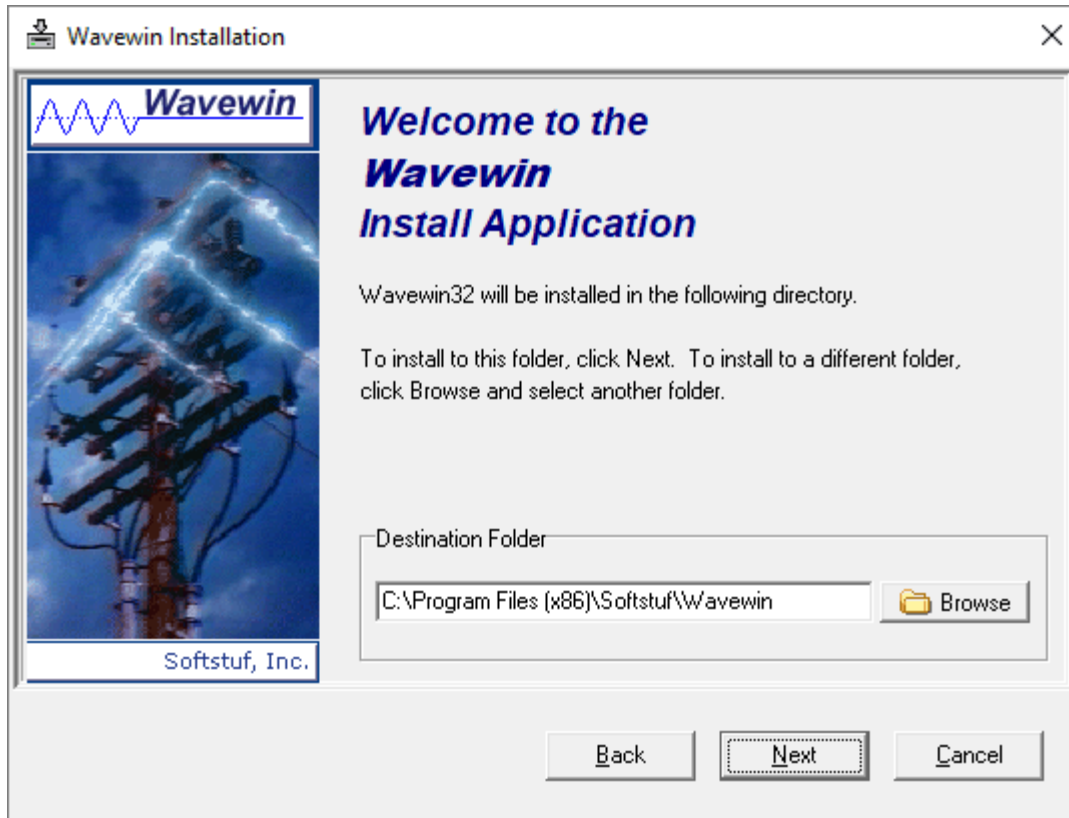 Wavewin Installation
Wavewin
Welcome to the
Wavewin
Install Application
Wavewin32 will be installed in the following directory.
To install to this folder, click Next.  To install to a different folder,
click Browse and select another folder.
Destination Folder
C:\Program Files (x86)\Softstuf\Wavewin
Browse
Softstuf, Inc.
Back
Next
Cancel